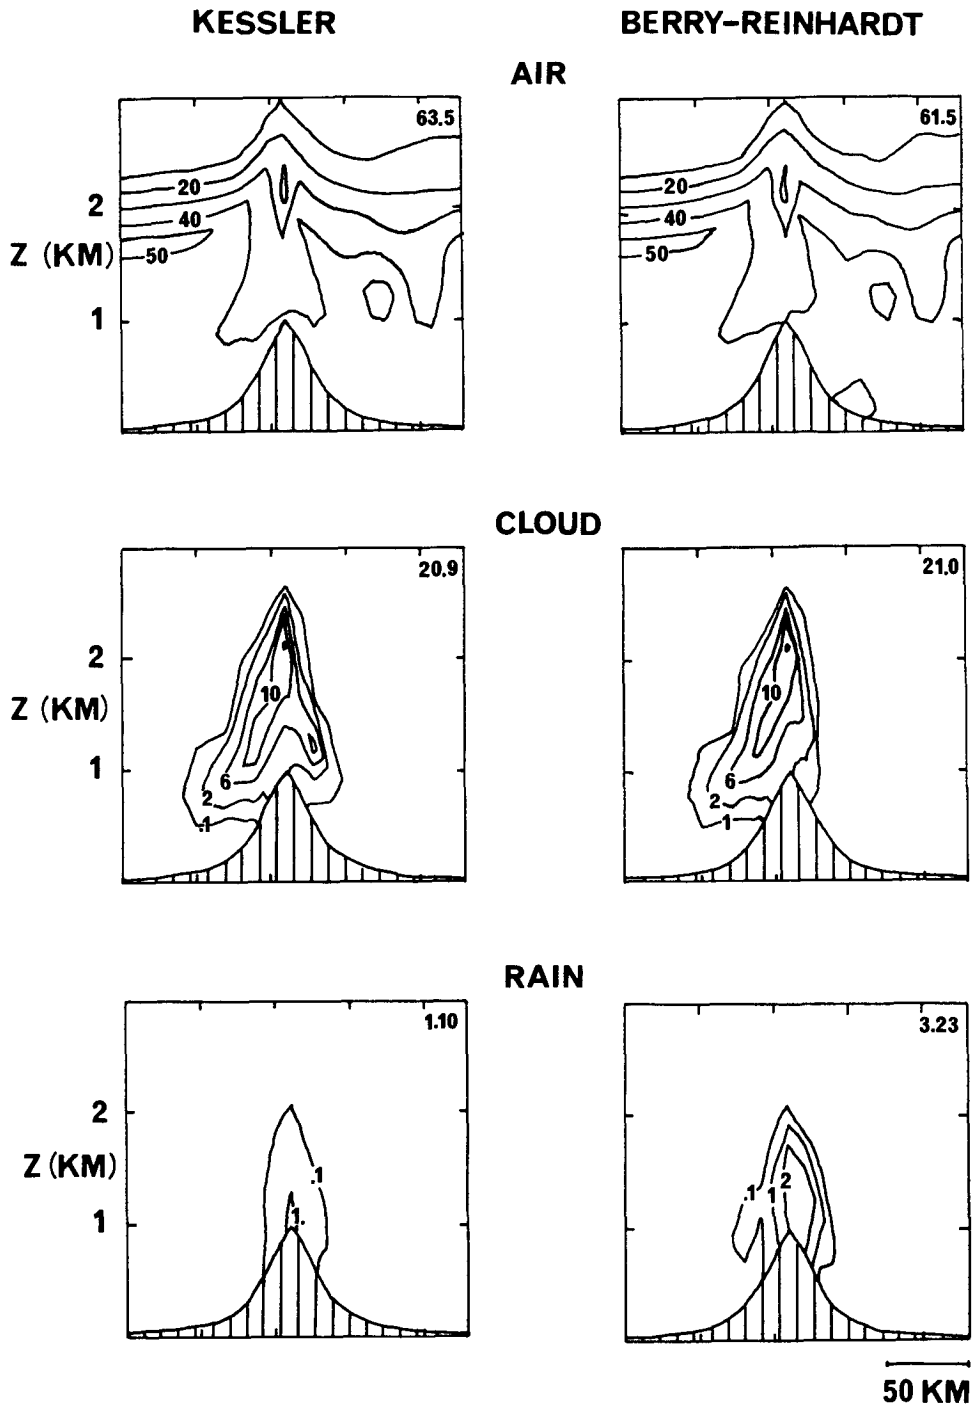 KESSLER BERRY-REINHARDT
AIR
63.5 61.5
20 20
2
40 40
Z (KM)
50 50
1
CLOUD
20.9 21.0
2
10 10
Z (KM)
1
6 6
2 2
.1 .1
RAIN
1.10 3.23
2
Z (KM)
.1 .1 1 2
1
1.
50 KM